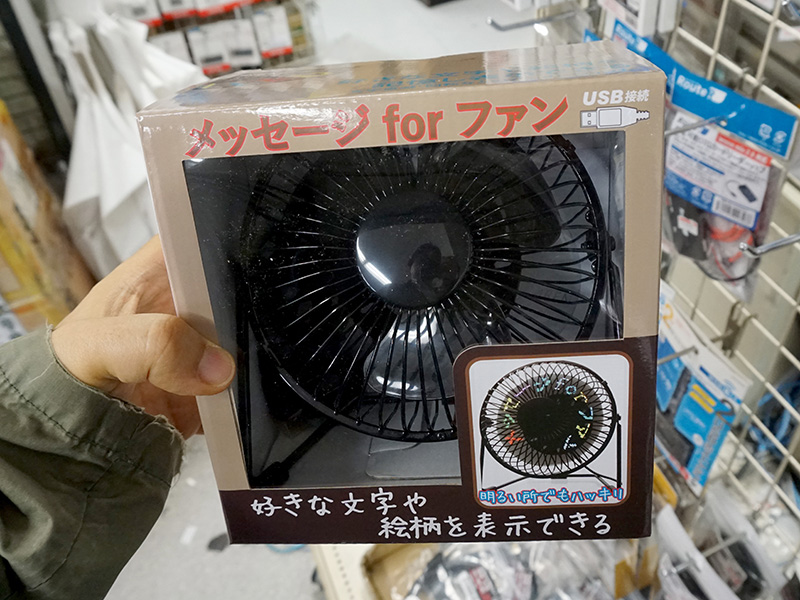 メッセージ for ファン
USB接続
明るい所でもハッキリ
好きな文字や
絵柄を表示できる
Route